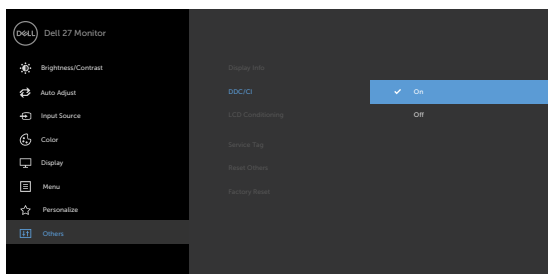 DELL
Dell 27 Monitor
Brightness/Contrast
Auto Adjust
Input Source
Color
Display
Menu
Personalize
Others
Display Info
DDC/CI
LCD Conditioning
Service Tag
Reset Others
Factory Reset
On
Off